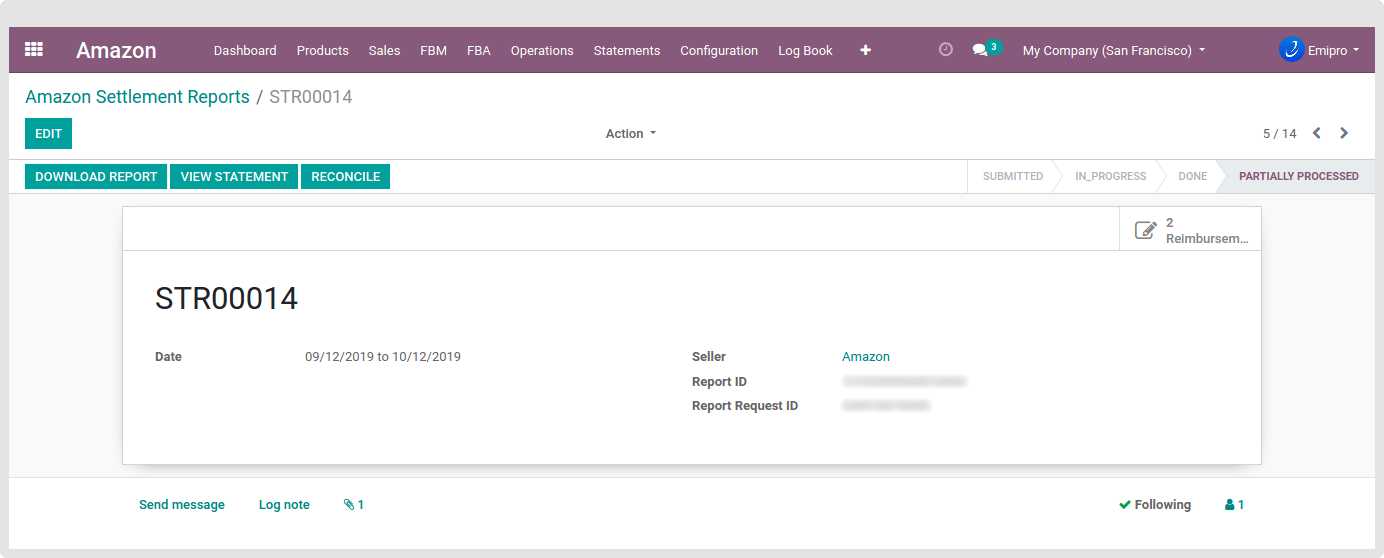 Amazon Dashboard Products Sales FBM FBA Operations Statements Configuration Log Book 3 My Company (San Francisco) Emipro
Amazon Settlement Reports / STR00014
EDIT Action 5 / 14
DOWNLOAD REPORT VIEW STATEMENT RECONCILE SUBMITTED IN_PROGRESS DONE PARTIALLY PROCESSED
2
Reimbursem...
STR00014
Date 09/12/2019 to 10/12/2019 Seller Amazon
Report ID
Report Request ID
Send message Log note 1 Following 1